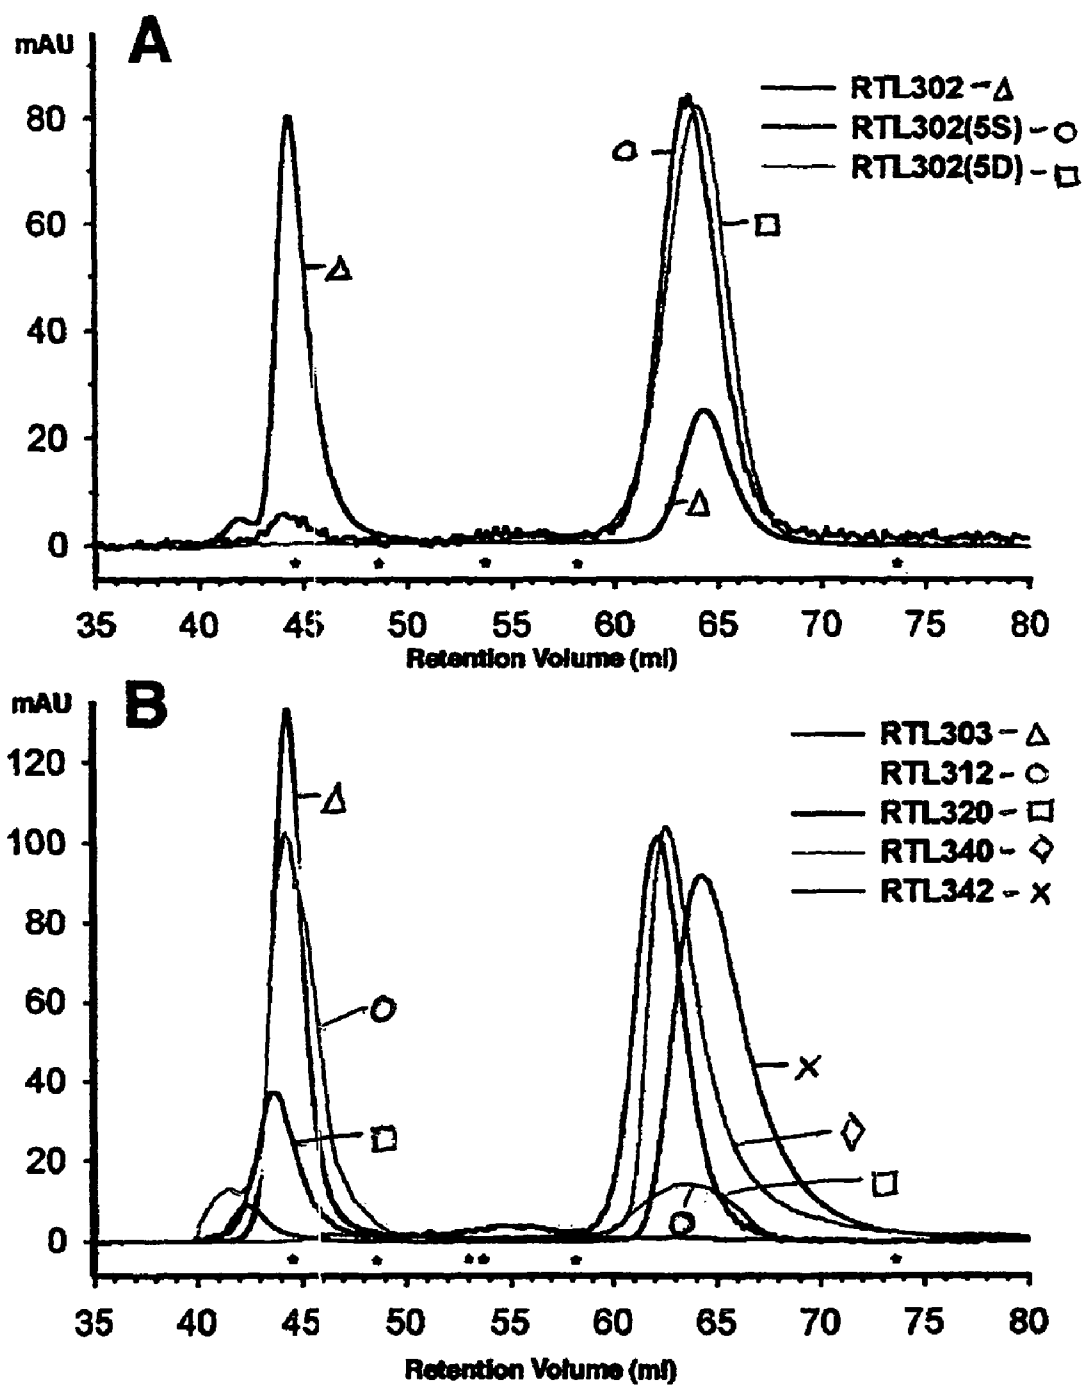 A
mAU
RTL302 - △
RTL302(5S) - ○
RTL302(5D) - □
80
60
40
20
0
○
□
△
△
* * * * *
35 40 45 50 55 60 65 70 75 80
Retention Volume (ml)
B
mAU
RTL303 - △
RTL312 - ○
RTL320 - □
RTL340 - ◇
RTL342 - ×
120
100
80
60
40
20
0
△
○
□
×
◇
□
○
* * ** * *
35 40 45 50 55 60 65 70 75 80
Retention Volume (ml)